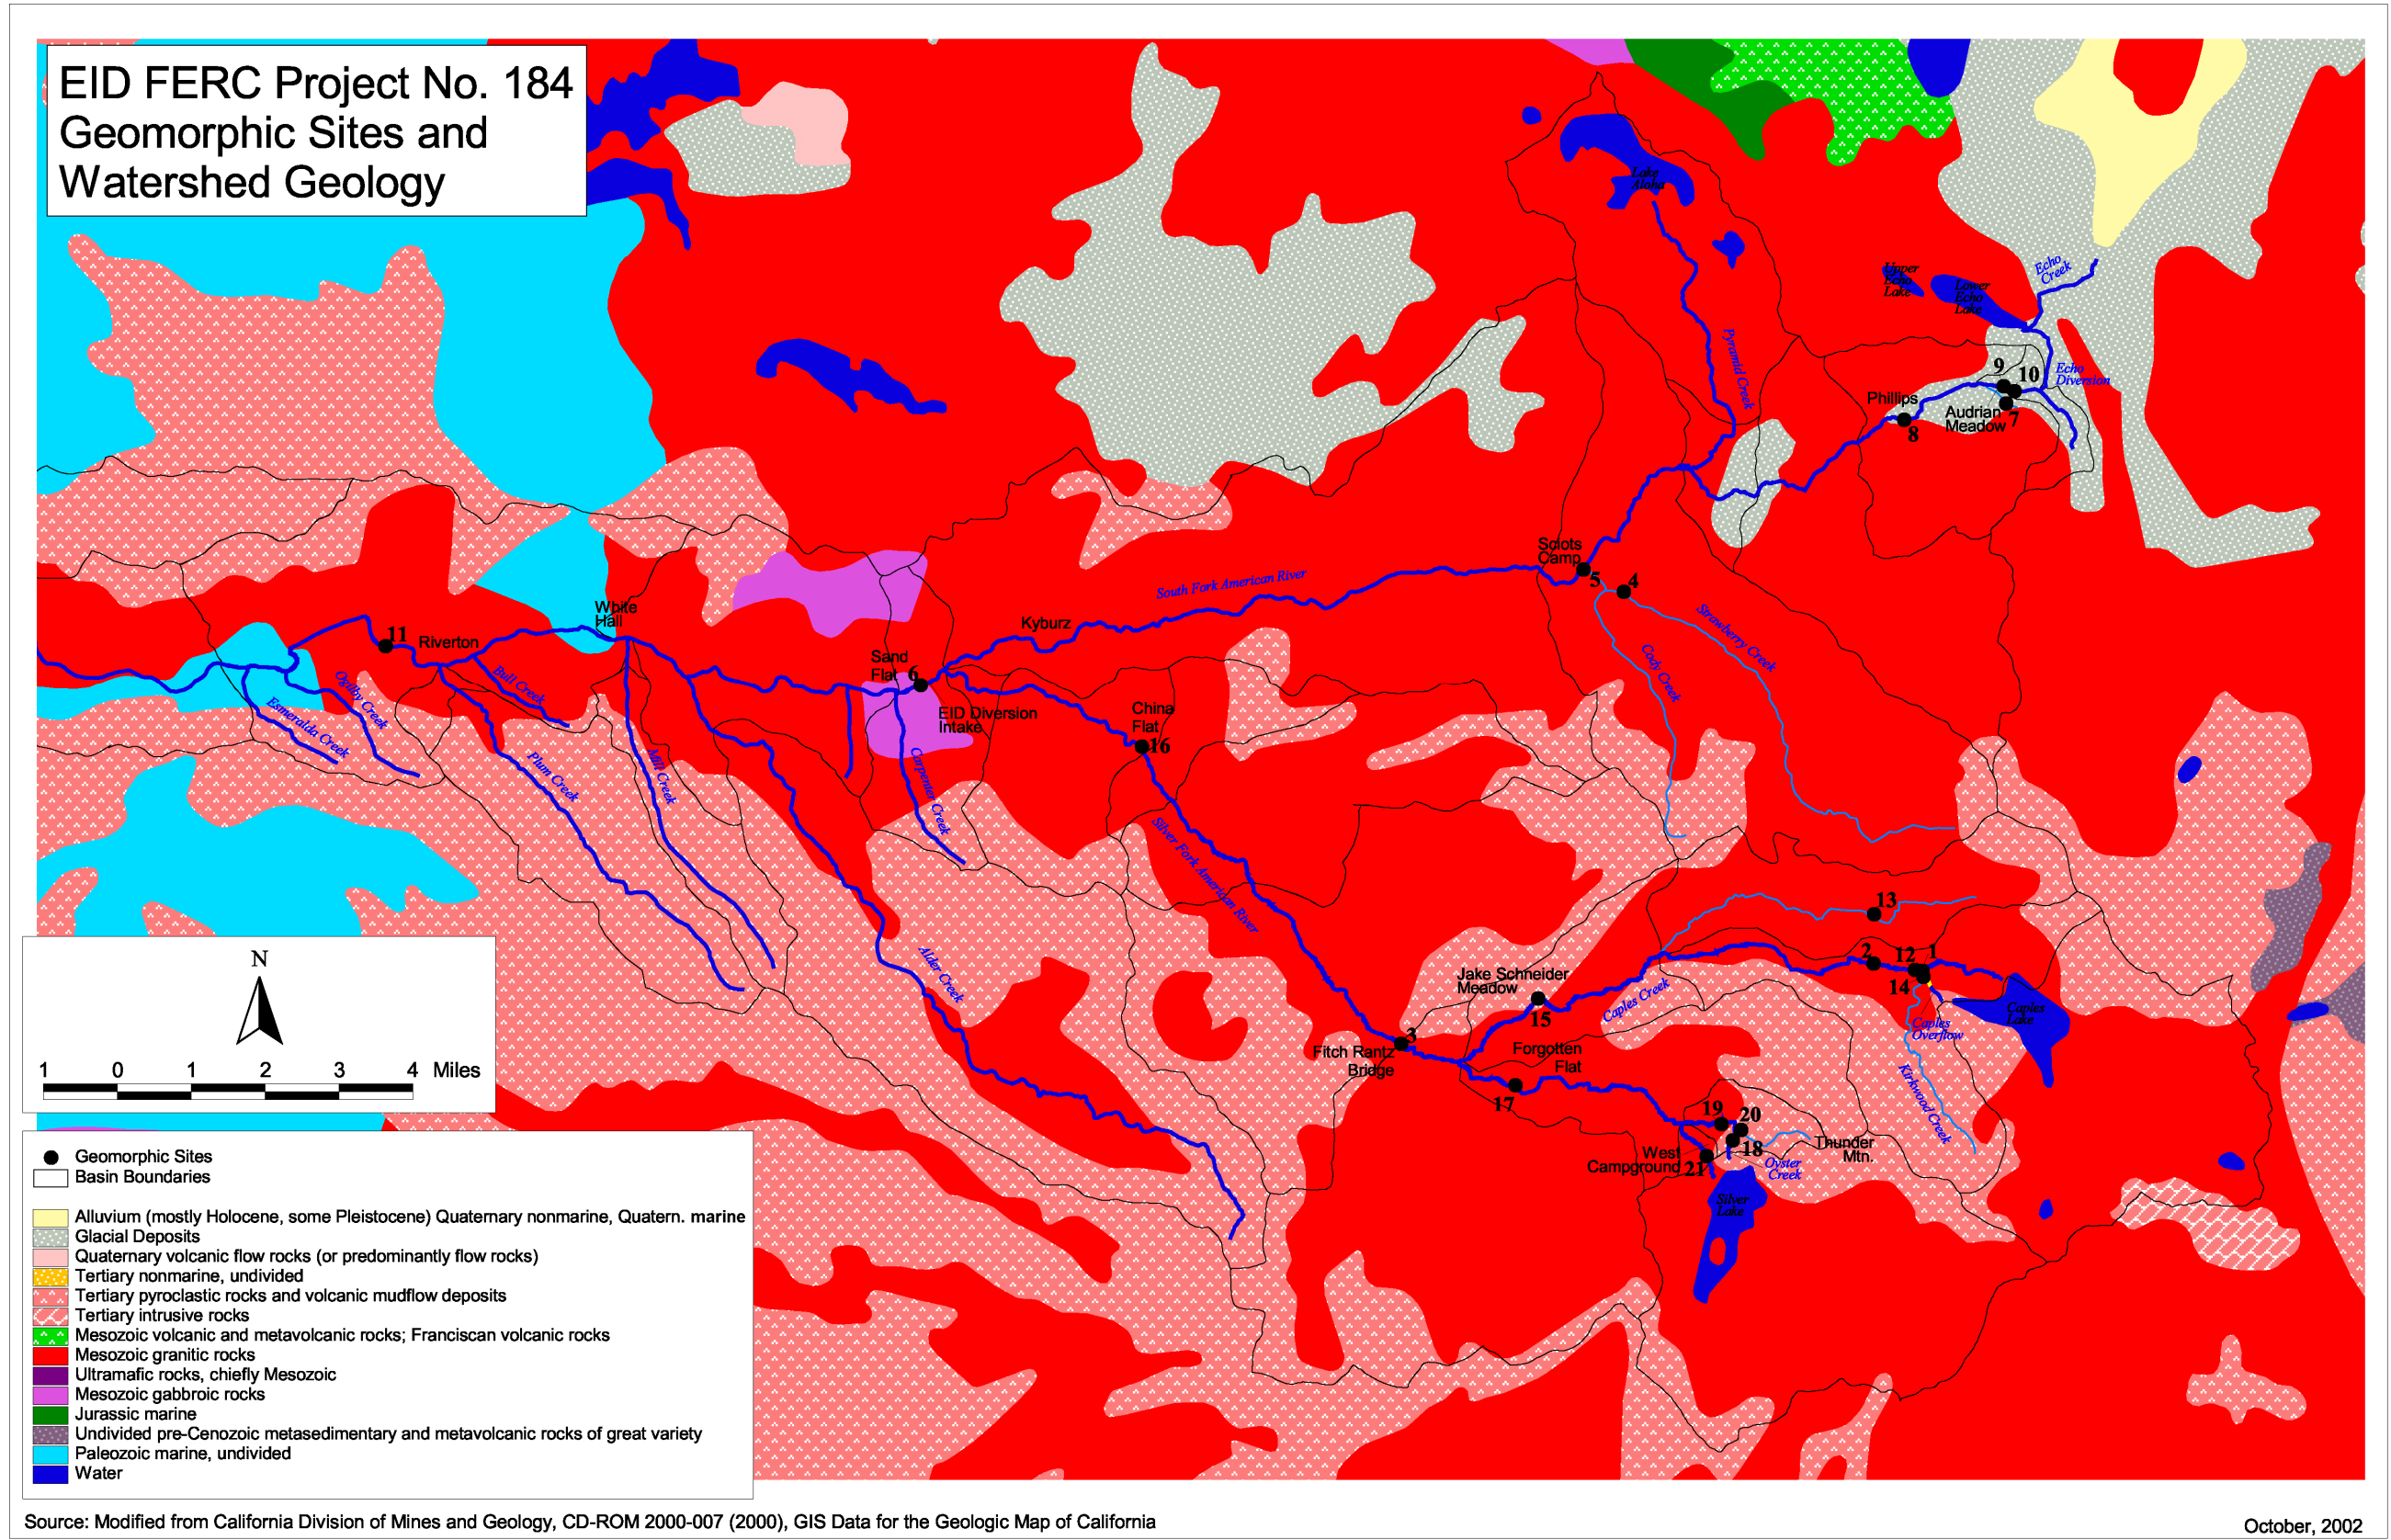 EID FERC Project No. 184
Geomorphic Sites and
Watershed Geology
Lake
Aloha
Upper
Echo
Lake
Lower
Echo
Lake
Echo
Creek
Pyramid Creek
Echo
Diversion
9
10
Phillips
Audrian
Meadow
7
8
Sciots
Camp
5
4
South Fork American River
Strawberry Creek
Cody Creek
Kyburz
White
Hall
11
Riverton
Sand
Flat
6
Bull Creek
Ogilby Creek
Esmeralda Creek
EID Diversion
Intake
China
Flat
16
Plum Creek
Mill Creek
Carpenter Creek
Silver Fork American River
13
Alder Creek
2
12
1
14
Jake Schneider
Meadow
15
Caples Creek
Caples
Lake
Caples
Overflow
3
Fitch Rantz
Bridge
Forgotten
Flat
Kirkwood Creek
17
19
20
18
West
Campground
21
Thunder
Mtn.
Oyster
Creek
Silver
Lake
N
1 0 1 2 3 4 Miles
Geomorphic Sites
Basin Boundaries
Alluvium (mostly Holocene, some Pleistocene) Quaternary nonmarine, Quatern. marine
Glacial Deposits
Quaternary volcanic flow rocks (or predominantly flow rocks)
Tertiary nonmarine, undivided
Tertiary pyroclastic rocks and volcanic mudflow deposits
Tertiary intrusive rocks
Mesozoic volcanic and metavolcanic rocks; Franciscan volcanic rocks
Mesozoic granitic rocks
Ultramafic rocks, chiefly Mesozoic
Mesozoic gabbroic rocks
Jurassic marine
Undivided pre-Cenozoic metasedimentary and metavolcanic rocks of great variety
Paleozoic marine, undivided
Water
Source: Modified from California Division of Mines and Geology, CD-ROM 2000-007 (2000), GIS Data for the Geologic Map of California
October, 2002